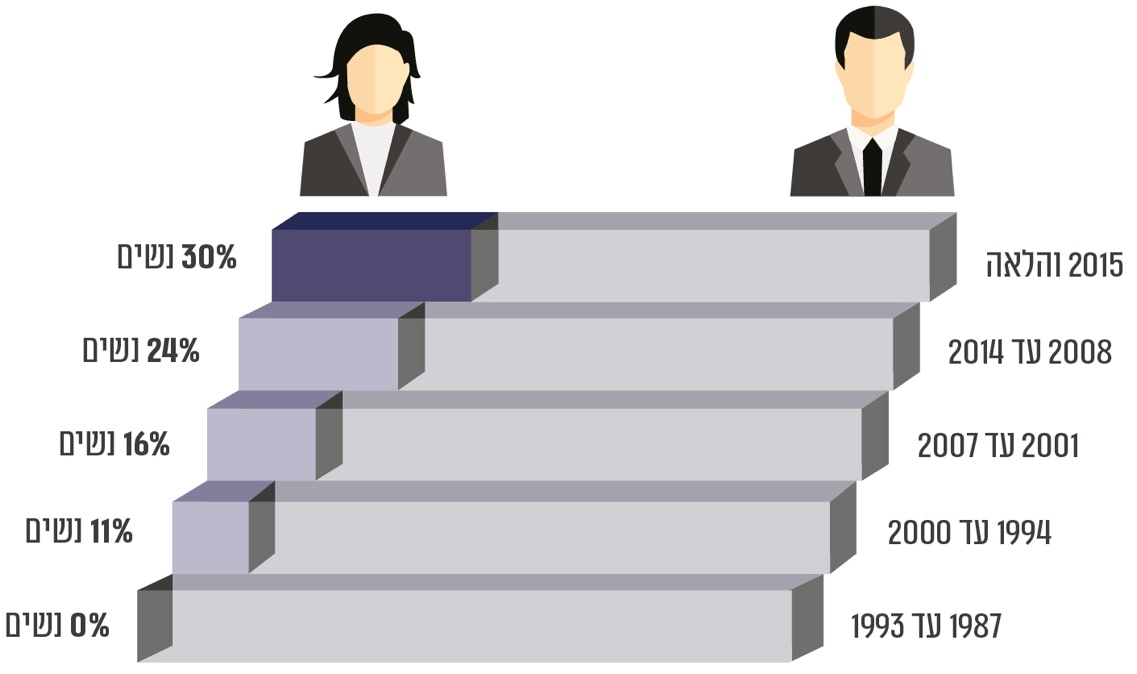 2015 והלאה
30% נשים
2008 עד 2014
24% נשים
2001 עד 2007
16% נשים
1994 עד 2000
11% נשים
1987 עד 1993
0% נשים